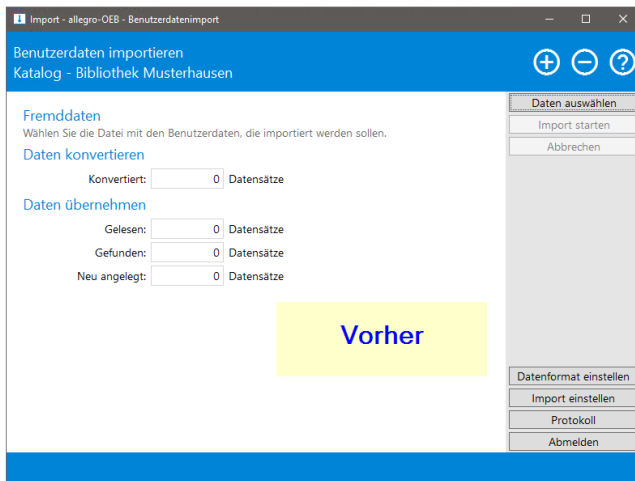 Import - allegro-OEB - Benutzerdatenimport
Benutzerdaten importieren
Katalog - Bibliothek Musterhausen
Fremddaten
Wählen Sie die Datei mit den Benutzerdaten, die importiert werden sollen.
Daten konvertieren
Konvertiert: 0 Datensätze
Daten übernehmen
Gelesen: 0 Datensätze
Gefunden: 0 Datensätze
Neu angelegt: 0 Datensätze
Vorher
Daten auswählen
Import starten
Abbrechen
Datenformat einstellen
Import einstellen
Protokoll
Abmelden